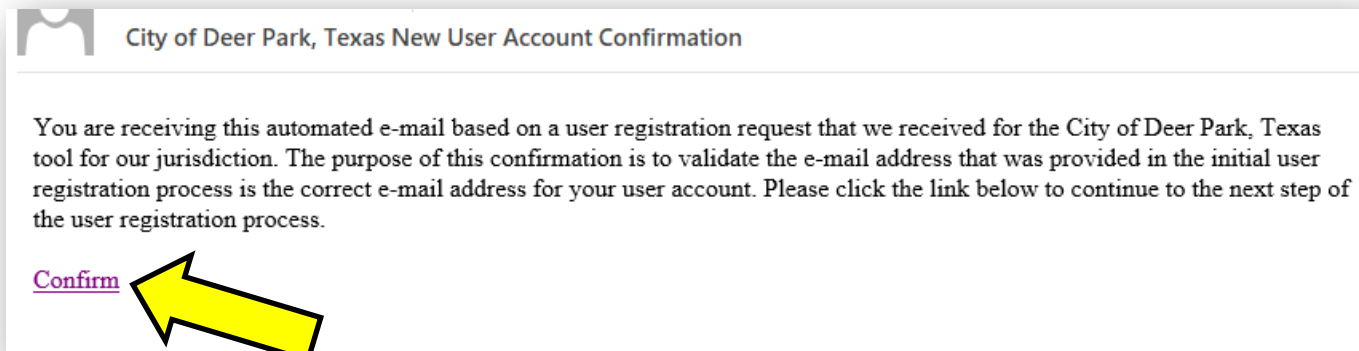 City of Deer Park, Texas New User Account Confirmation
You are receiving this automated e-mail based on a user registration request that we received for the City of Deer Park, Texas
tool for our jurisdiction. The purpose of this confirmation is to validate the e-mail address that was provided in the initial user
registration process is the correct e-mail address for your user account. Please click the link below to continue to the next step of
the user registration process.
Confirm